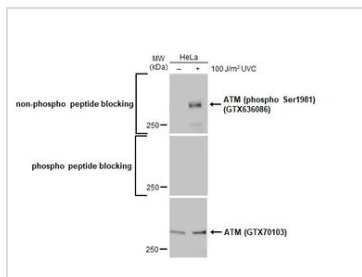 MW
(kDa)
HeLa
– +
100 J/m² UVC
non-phospho peptide blocking
ATM (phospho Ser1981)
(GTX636086)
250
phospho peptide blocking
250
ATM (GTX70103)
250